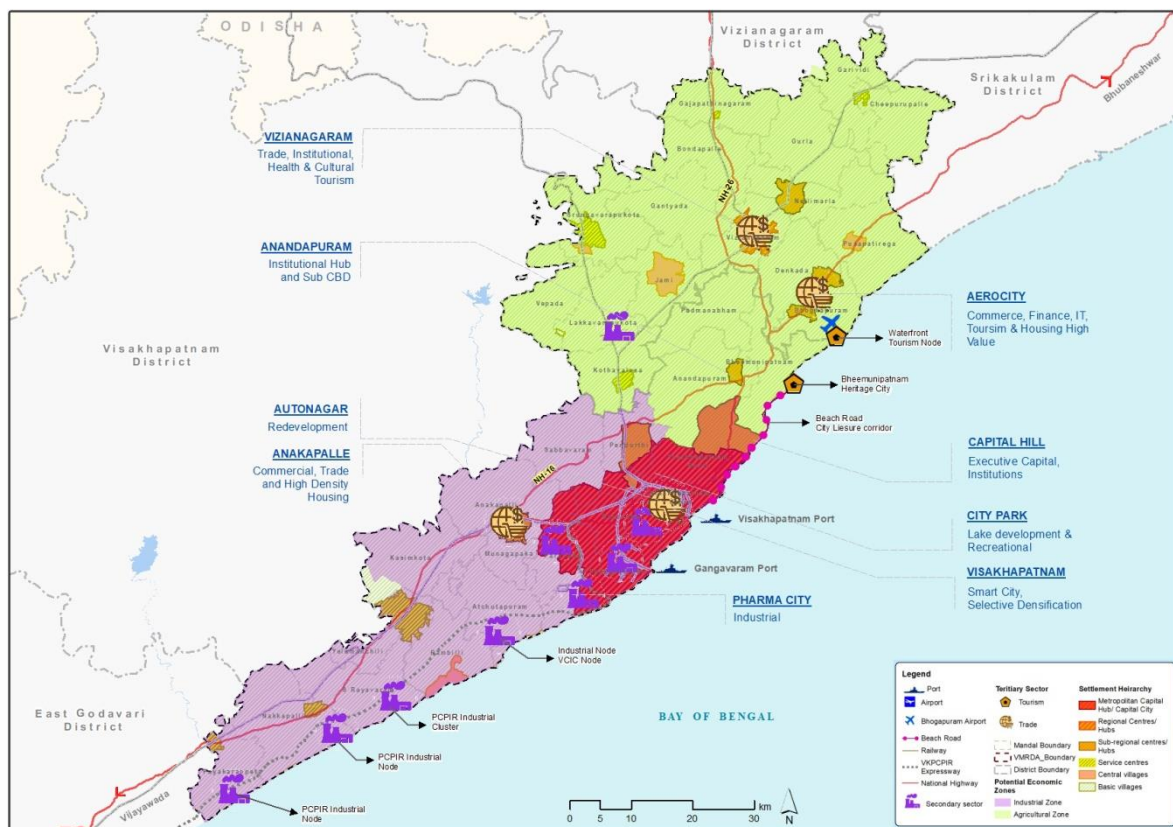 ODISHA
Vizianagaram
District
Srikakulam
District
Bhubaneshwar
Garividi
Cheepurupalle
Gajapathinagaram
Gurla
Bondapalle
NH-26
VIZIANAGARAM
Trade, Institutional,
Health & Cultural
Tourism
Nellimarla
Gantyada
Pusapatirega
Denkada
Jami
ANANDAPURAM
Institutional Hub
and Sub CBD
Vepada
Padmanabham
Lakkavarapukota
AEROCITY
Commerce, Finance, IT,
Toursim & Housing High
Value
Waterfront
Tourism Node
Visakhapatnam
District
Kothavalasa
Anandapuram
Bheemunipatnam
Bheemunipatnam
Heritage City
Beach Road
City Liesure corridor
AUTONAGAR
Redevelopment
ANAKAPALLE
Commercial, Trade
and High Density
Housing
Sabbavaram
Pendurthi
NH-16
CAPITAL HILL
Executive Capital,
Institutions
CITY PARK
Lake development &
Recreational
Visakhapatnam Port
Kasimkota
Munagapaka
Gangavaram Port
VISAKHAPATNAM
Smart City,
Selective Densification
PHARMA CITY
Industrial
Atchutapuram
Rambilli
Industrial Node
VCIC Node
S Rayavaram
PCPIR Industrial
Cluster
Nakkapalli
East Godavari
District
PCPIR Industrial
Node
BAY OF BENGAL
PCPIR Industrial
Node
Vijayawada
0 5 10 20 30
km
N
Legend
Port
Airport
Bhogapuram Airport
Beach Road
Railway
VKPCPIR
Expressway
National Highway
Secondary sector
Tertiary Sector
Tourism
Trade
Mandal Boundary
VMRDA_Boundary
District Boundary
Potential Economic
Zones
Industrial Zone
Agricultural Zone
Settlement Heirarchy
Metropolitan Capital
Hub/ Capital City
Regional Centres/
Hubs
Sub-regional centres/
Hubs
Service centres
Central villages
Basic villages